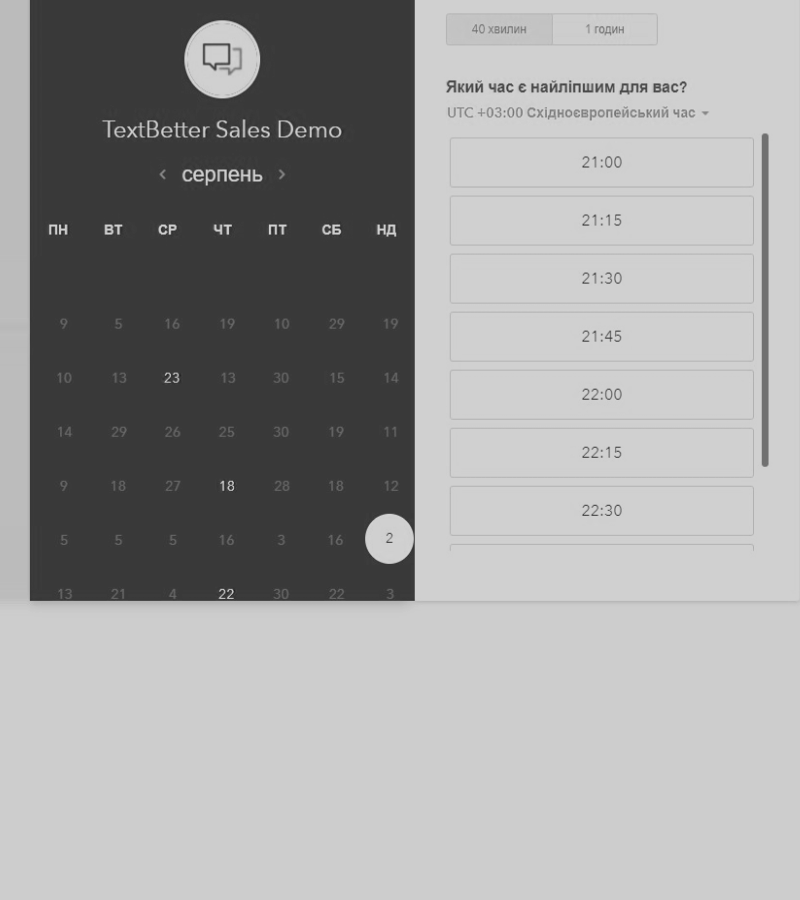 TextBetter Sales Demo
серпень
ПН ВТ СР ЧТ ПТ СБ НД
9 5 16 19 10 29 19
10 13 23 13 30 15 14
14 29 26 25 30 19 11
9 18 27 18 28 18 12
5 5 5 16 3 16 2
13 21 4 22 30 22 3
40 хвилин 1 годин
Який час є найліпшим для вас?
UTC +03:00 Східноєвропейський час
21:00
21:15
21:30
21:45
22:00
22:15
22:30